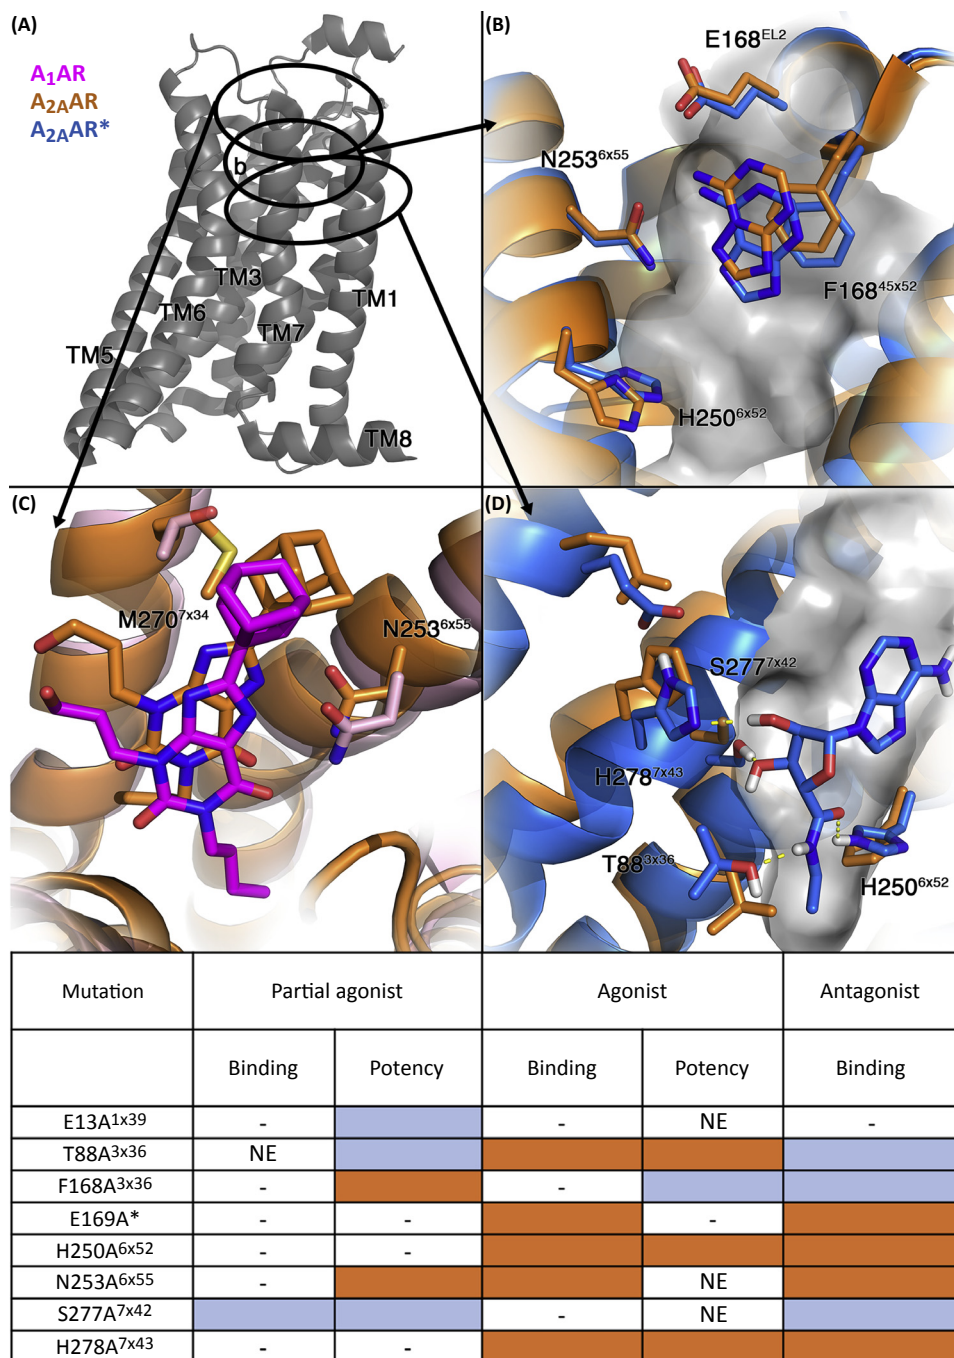 (A)
A1AR
A2AAR
A2AAR*
b
TM3
TM6
TM1
TM7
TM5
TM8
(B)
E168EL2
N2536x55
F16845x52
H2506x52
(C)
M2707x34
N2536x55
(D)
S2777x42
H2787x43
T883x36
H2506x52
Mutation Partial agonist Agonist Antagonist
Binding Potency Binding Potency Binding
E13A1x39 - - NE -
T88A3x36 NE
F168A3x36 - -
E169A* - - -
H250A6x52 - -
N253A6x55 - NE
S277A7x42 - NE
H278A7x43 - -